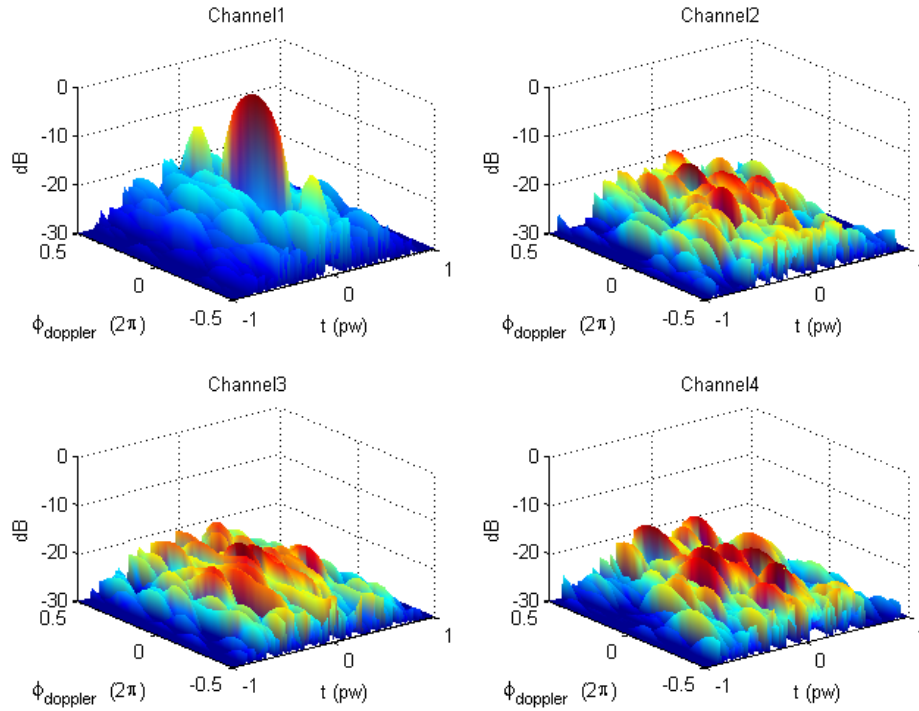 Channel1
0
-10
-20
-30
dB
0.5
0
-0.5
-1
0
1
ϕdoppler (2π)
t (pw)
Channel2
0
-10
-20
-30
dB
0.5
0
-0.5
-1
0
1
ϕdoppler (2π)
t (pw)
Channel3
0
-10
-20
-30
dB
0.5
0
-0.5
-1
0
1
ϕdoppler (2π)
t (pw)
Channel4
0
-10
-20
-30
dB
0.5
0
-0.5
-1
0
1
ϕdoppler (2π)
t (pw)